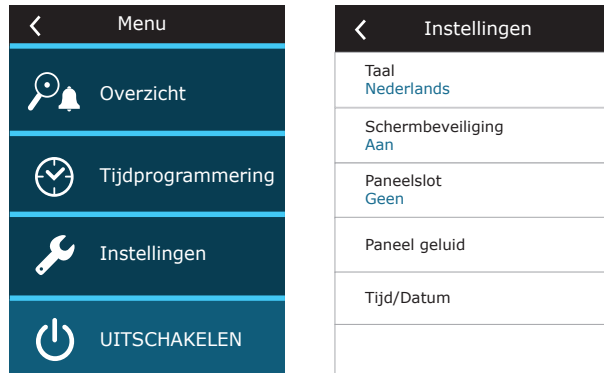 Menu
Overzicht
Tijdprogrammering
Instellingen
UITSCHAKELEN
Instellingen
Taal
Nederlands
Schermbeveiliging
Aan
Paneelslot
Geen
Paneel geluid
Tijd/Datum